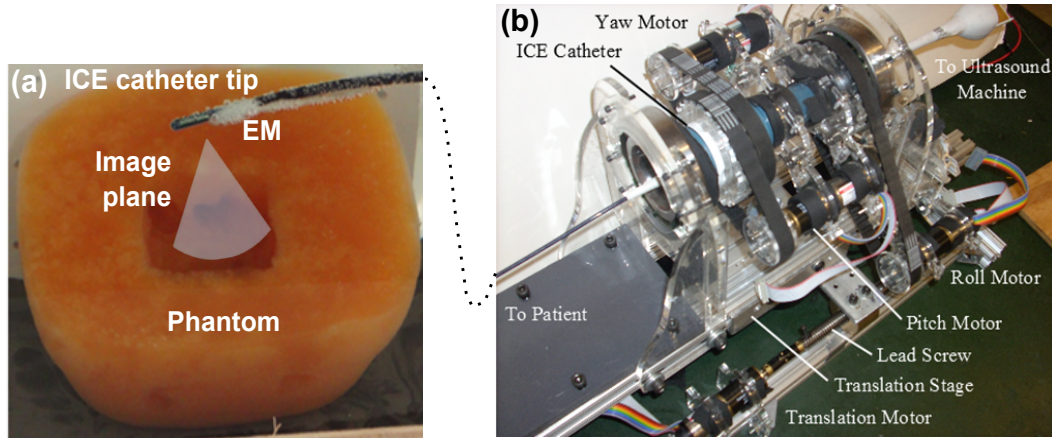 (a) ICE catheter tip
EM
Image
plane
Phantom
(b)
Yaw Motor
ICE Catheter
To Ultrasound
Machine
To Patient
Roll Motor
Pitch Motor
Lead Screw
Translation Stage
Translation Motor